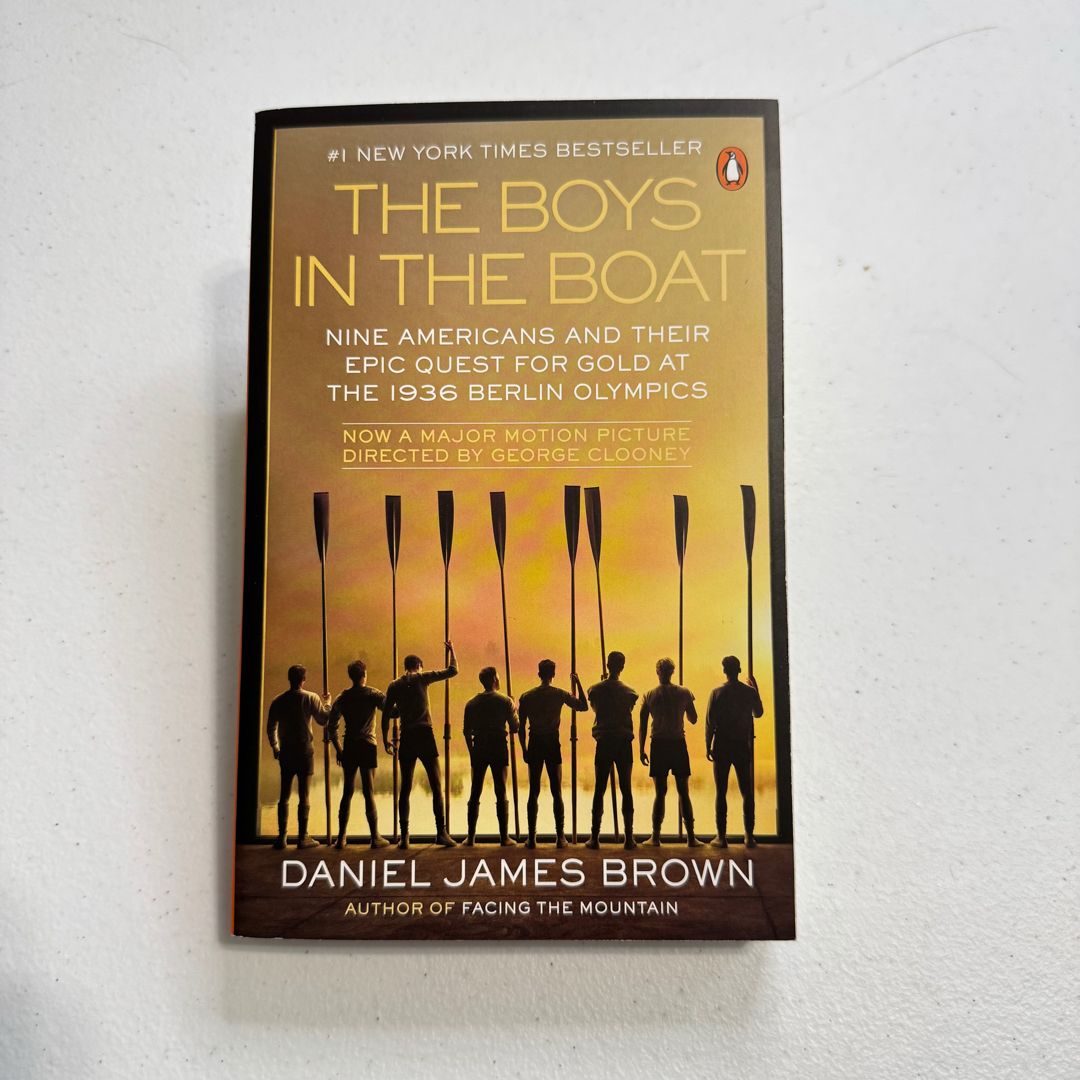 #1 NEW YORK TIMES BESTSELLER
THE BOYS
IN THE BOAT
NINE AMERICANS AND THEIR
EPIC QUEST FOR GOLD AT
THE 1936 BERLIN OLYMPICS
NOW A MAJOR MOTION PICTURE
DIRECTED BY GEORGE CLOONEY
DANIEL JAMES BROWN
AUTHOR OF FACING THE MOUNTAIN